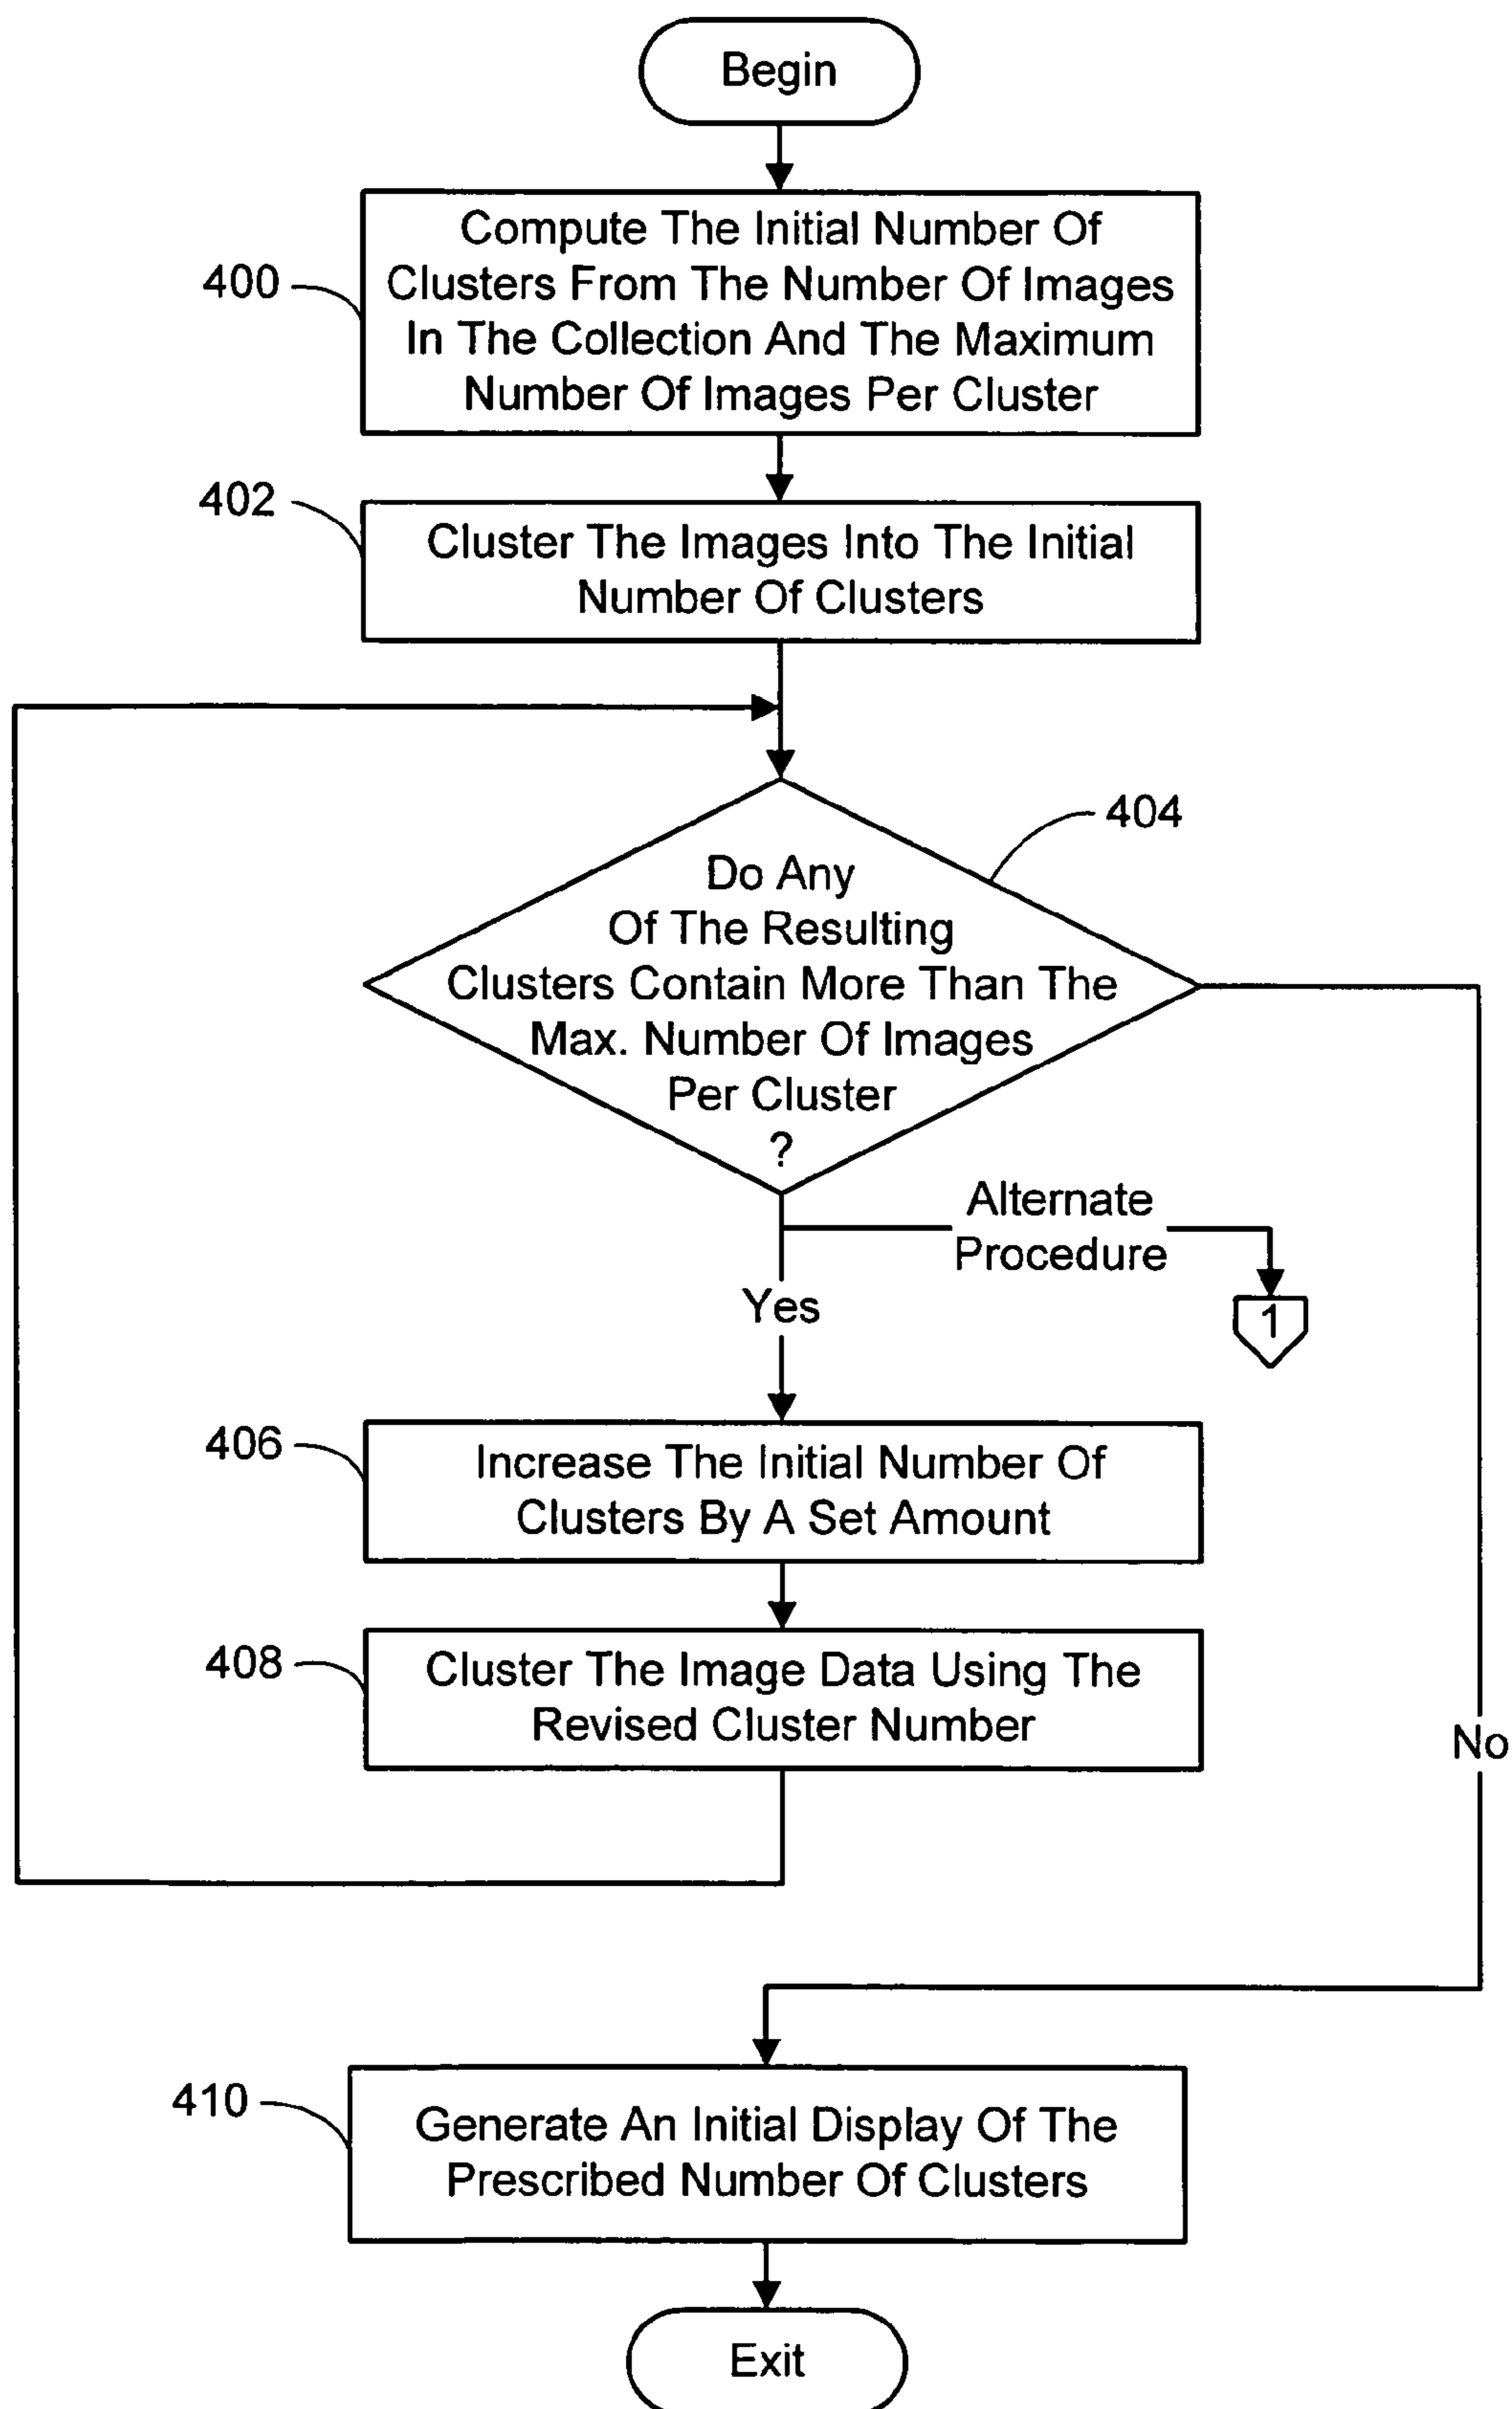 Begin
400
Compute The Initial Number Of
Clusters From The Number Of Images
In The Collection And The Maximum
Number Of Images Per Cluster
402
Cluster The Images Into The Initial
Number Of Clusters
404
Do Any
Of The Resulting
Clusters Contain More Than The
Max. Number Of Images
Per Cluster
?
Alternate
Procedure
1
Yes
406
Increase The Initial Number Of
Clusters By A Set Amount
408
Cluster The Image Data Using The
Revised Cluster Number
No
410
Generate An Initial Display Of The
Prescribed Number Of Clusters
Exit